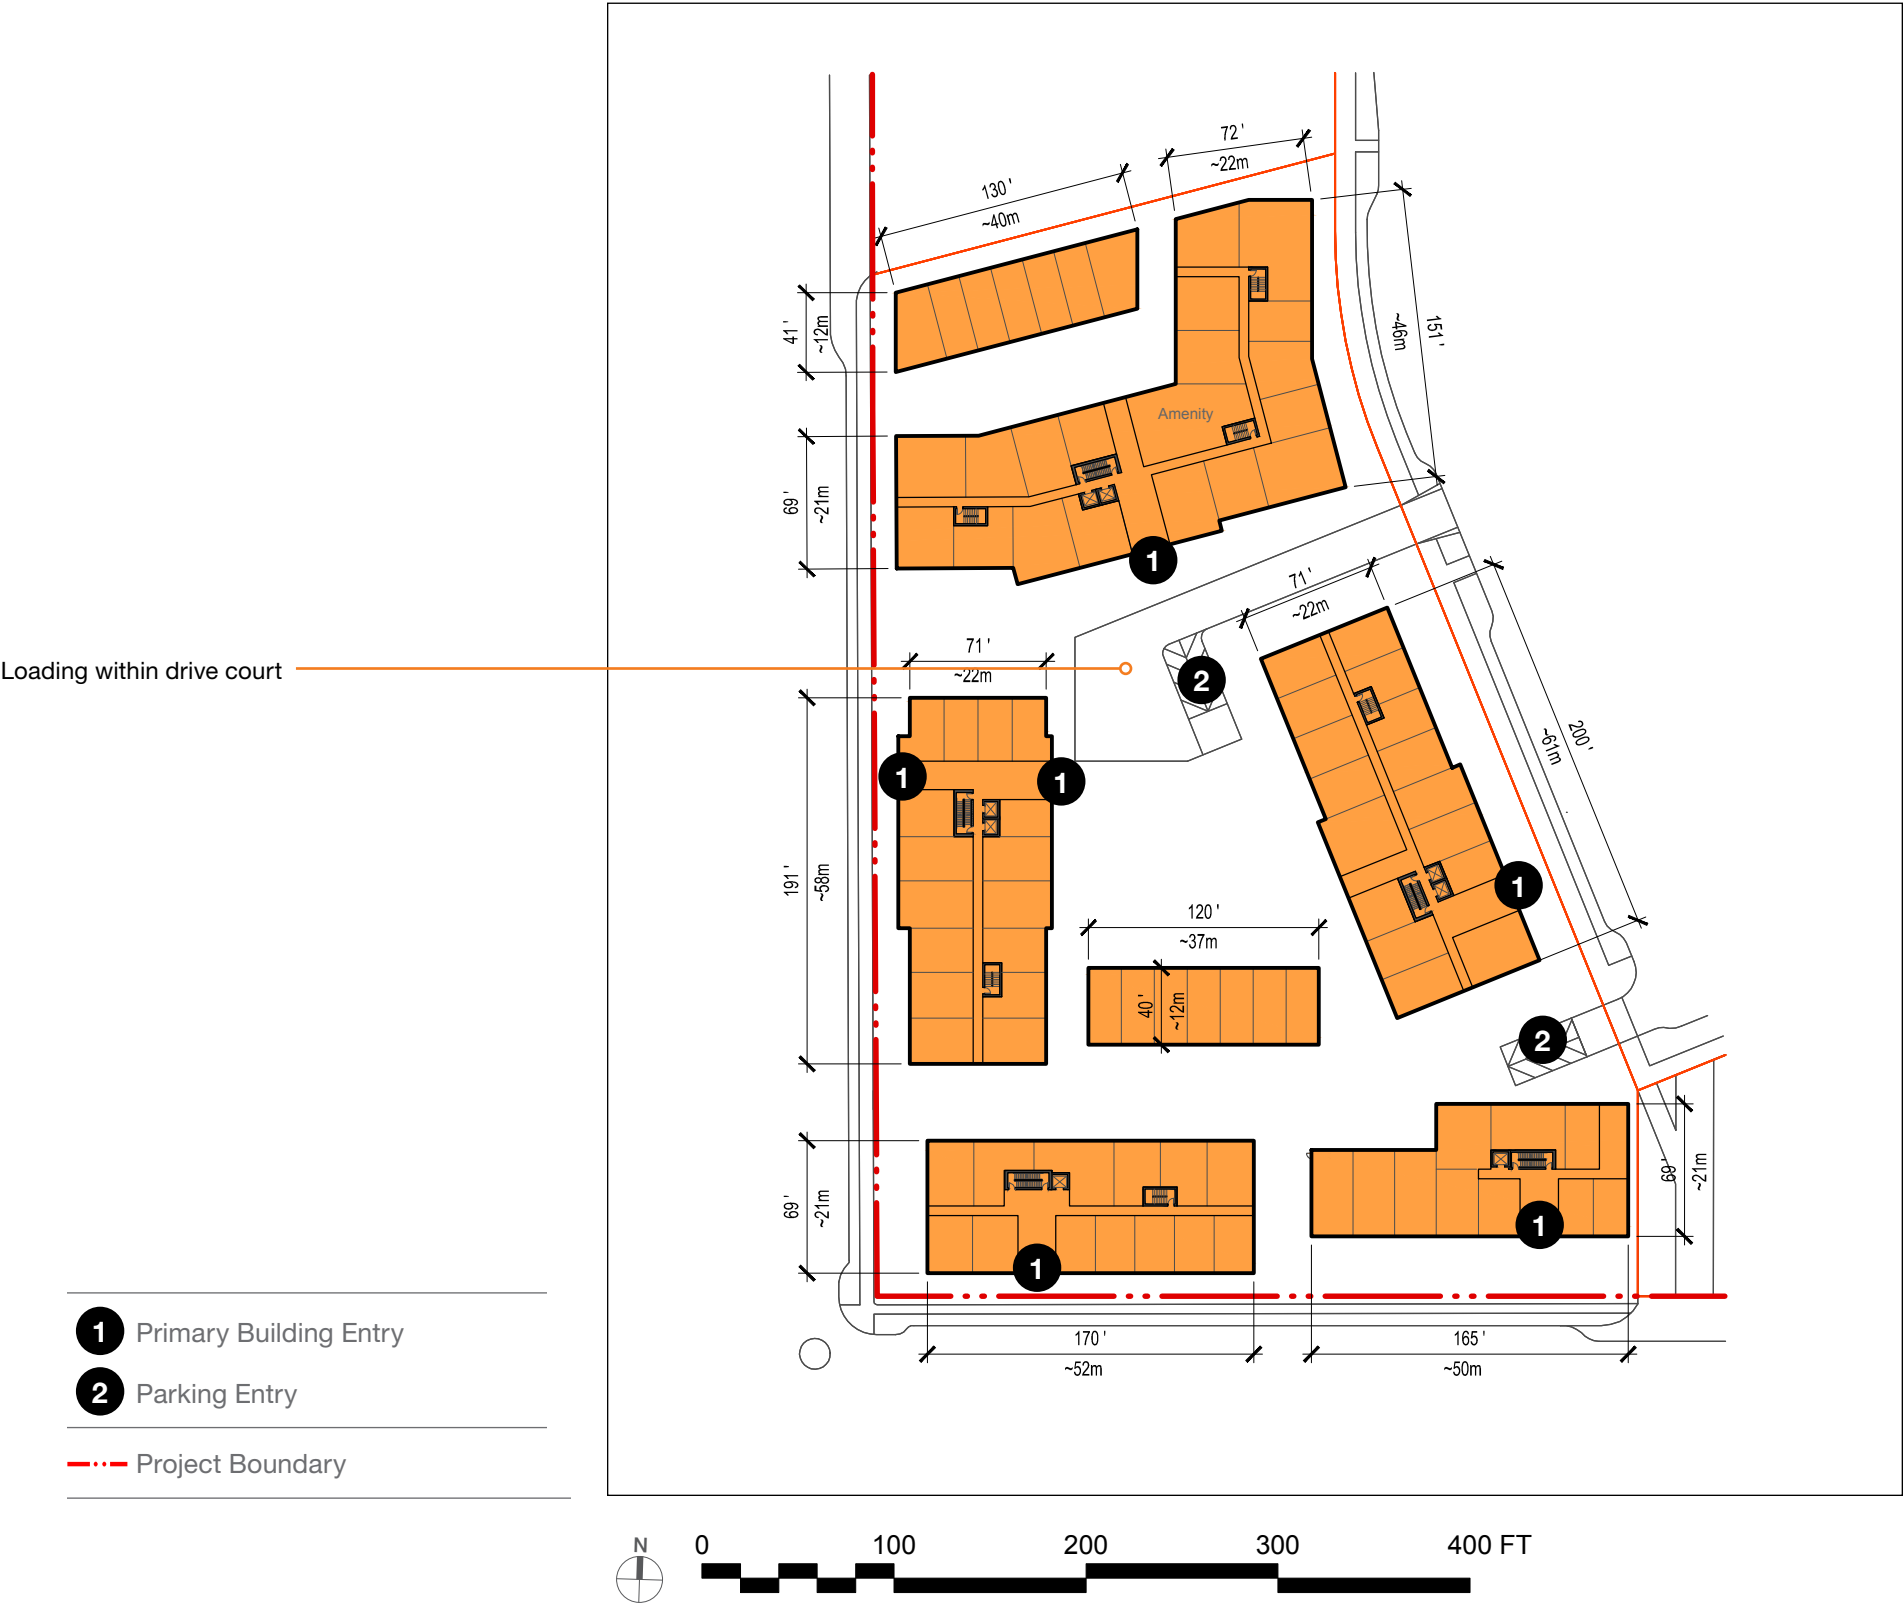 72 '
~22m
130 '
~40m
151 '
~46m
41 '
~12m
Amenity
69 '
~21m
1
71 '
~22m
Loading within drive court
71 '
~22m
2
200 '
~61m
1
1
191 '
~58m
1
120 '
~37m
40 '
~12m
2
69 '
~21m
69 '
~21m
1
1
170 '
~52m
165 '
~50m
1 Primary Building Entry
2 Parking Entry
Project Boundary
N
0 100 200 300 400 FT